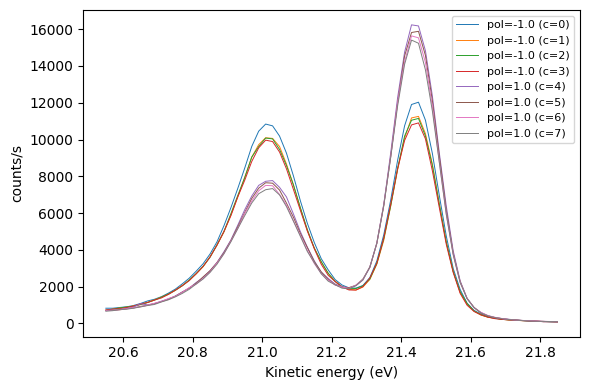 counts/s
16000
14000
12000
10000
8000
6000
4000
2000
0
20.6 20.8 21.0 21.2 21.4 21.6 21.8
Kinetic energy (eV)
pol=-1.0 (c=0)
pol=-1.0 (c=1)
pol=-1.0 (c=2)
pol=-1.0 (c=3)
pol=1.0 (c=4)
pol=1.0 (c=5)
pol=1.0 (c=6)
pol=1.0 (c=7)